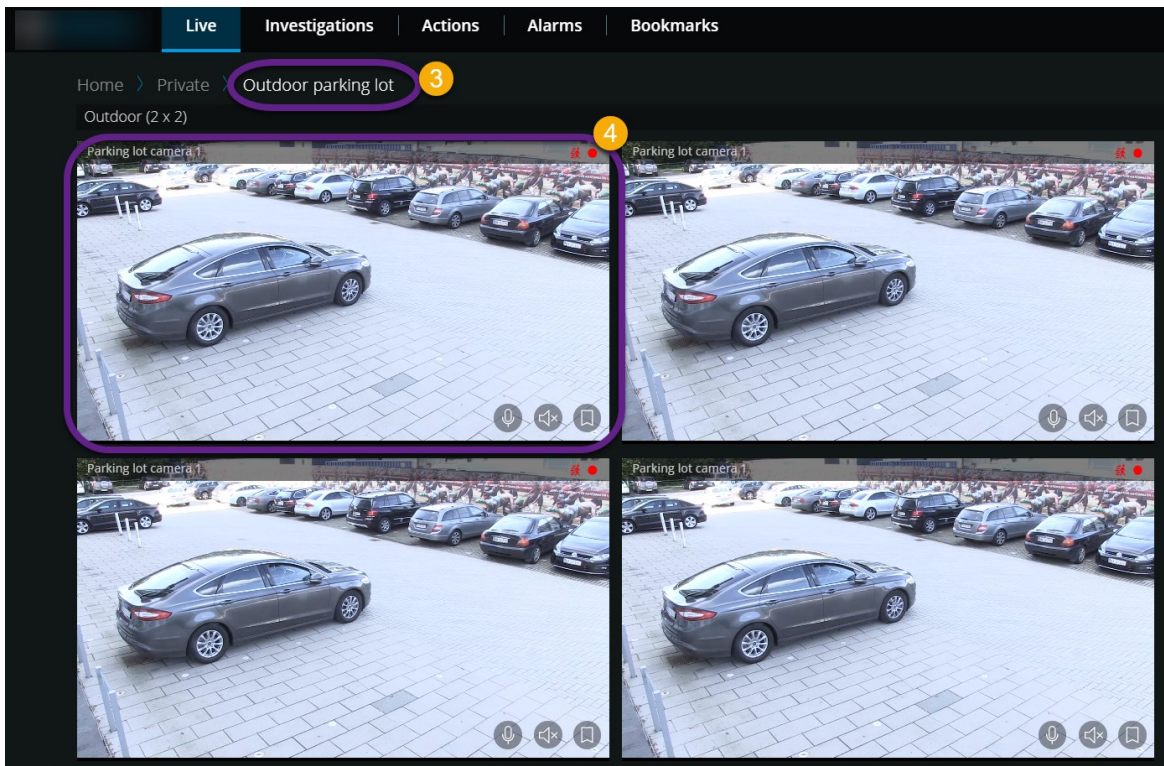 Live Investigations Actions Alarms Bookmarks
Home 〉 Private 〉 Outdoor parking lot 3
Outdoor (2 x 2)
4
Parking lot camera 1
Parking lot camera 1
Parking lot camera 1
Parking lot camera 1